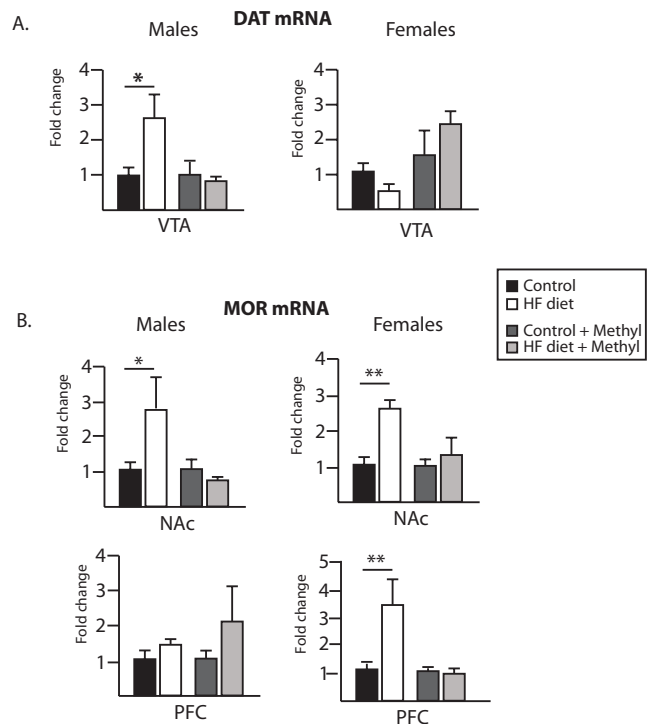 A.
DAT mRNA
Males
Females
Fold change
4
3
2
1
*
VTA
Fold change
4
3
2
1
VTA
Control
HF diet
Control + Methyl
HF diet + Methyl
B.
MOR mRNA
Males
Females
Fold change
4
3
2
1
*
NAc
Fold change
4
3
2
1
**
NAc
Fold change
4
3
2
1
PFC
Fold change
5
4
3
2
1
**
PFC